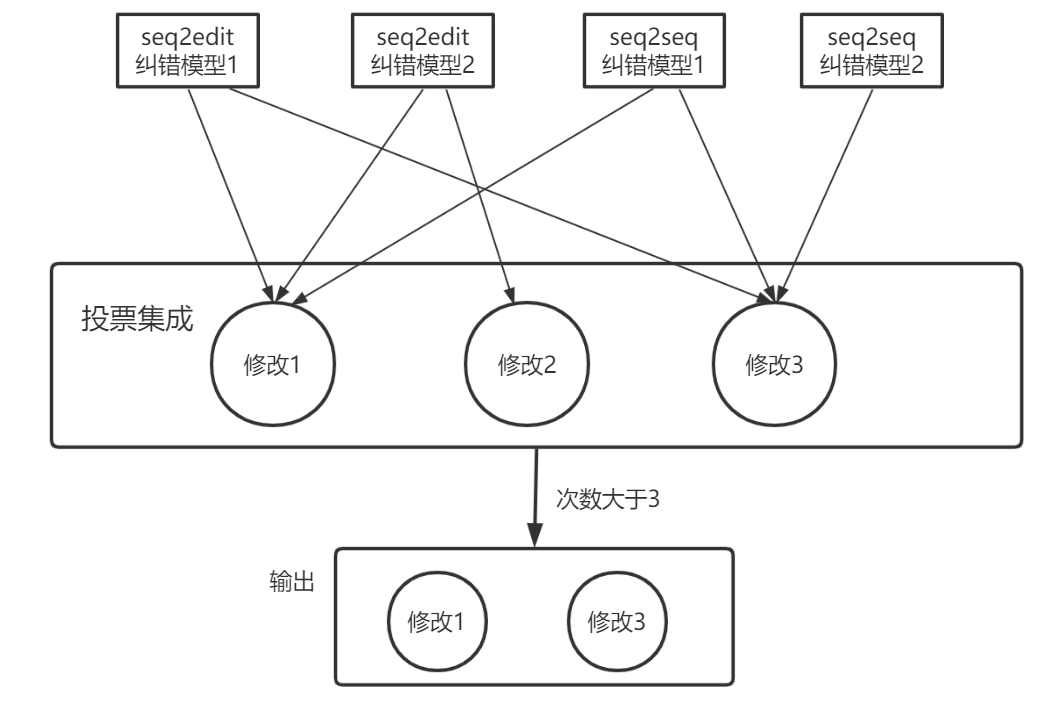 seq2edit
纠错模型1
seq2edit
纠错模型2
seq2seq
纠错模型1
seq2seq
纠错模型2
投票集成
修改1
修改2
修改3
次数大于3
输出
修改1
修改3